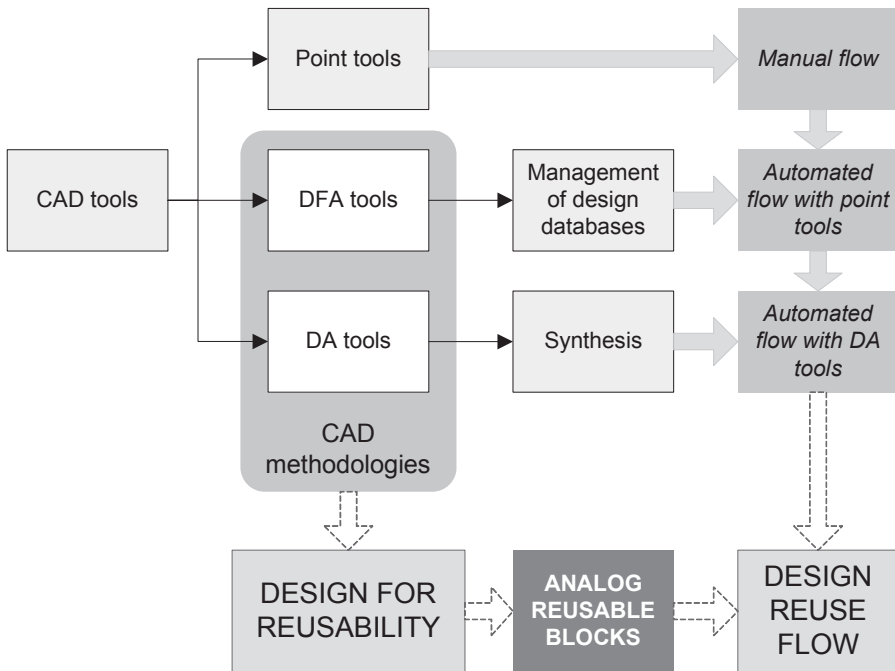 Point tools
Manual flow
CAD tools
DFA tools
Management
of design
databases
Automated
flow with point
tools
DA tools
Synthesis
Automated
flow with DA
tools
CAD
methodologies
DESIGN FOR
REUSABILITY
ANALOG
REUSABLE
BLOCKS
DESIGN
REUSE
FLOW